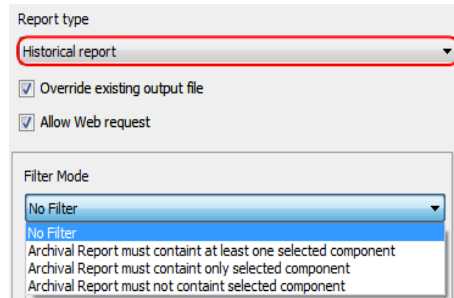 Report type
Historical report
Override existing output file
Allow Web request
Filter Mode
No Filter
No Filter
Archival Report must containt at least one selected component
Archival Report must containt only selected component
Archival Report must not containt selected component